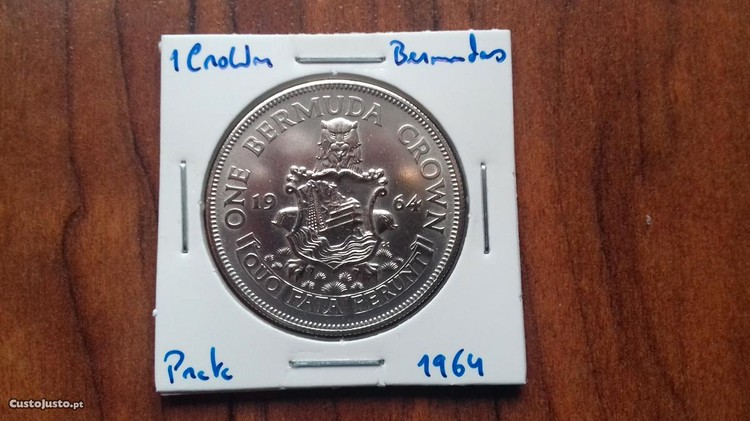 1 Crown Bermudas
ONE BERMUDA CROWN
19 64
QUO FATA FERUNT
Prata 1964
CustoJusto.pt